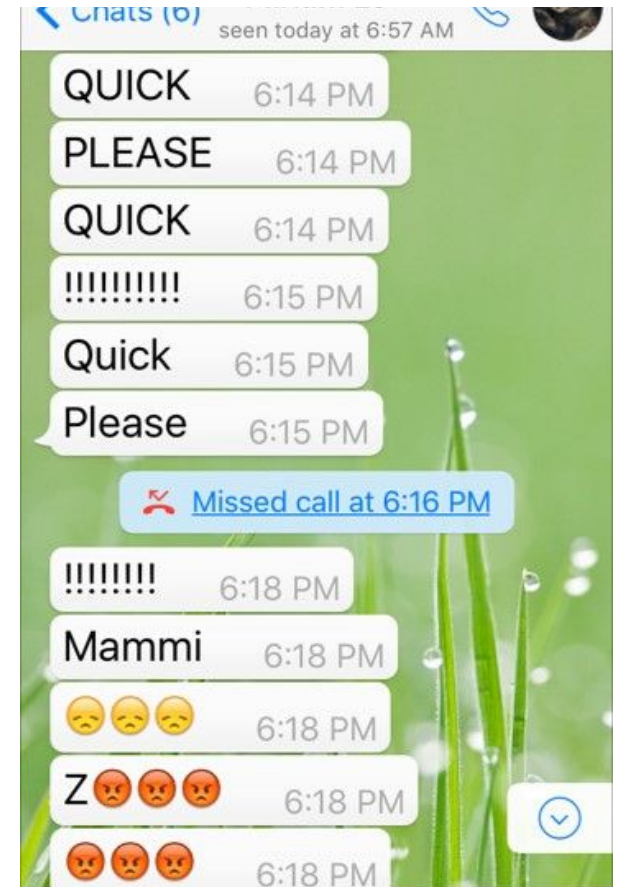 Chats (6)
seen today at 6:57 AM
QUICK 6:14 PM
PLEASE 6:14 PM
QUICK 6:14 PM
!!!!!!!!!! 6:15 PM
Quick 6:15 PM
Please 6:15 PM
Missed call at 6:16 PM
!!!!!!!! 6:18 PM
Mammi 6:18 PM
😞😞😞 6:18 PM
Z😡😡😡 6:18 PM
😡😡😡 6:18 PM